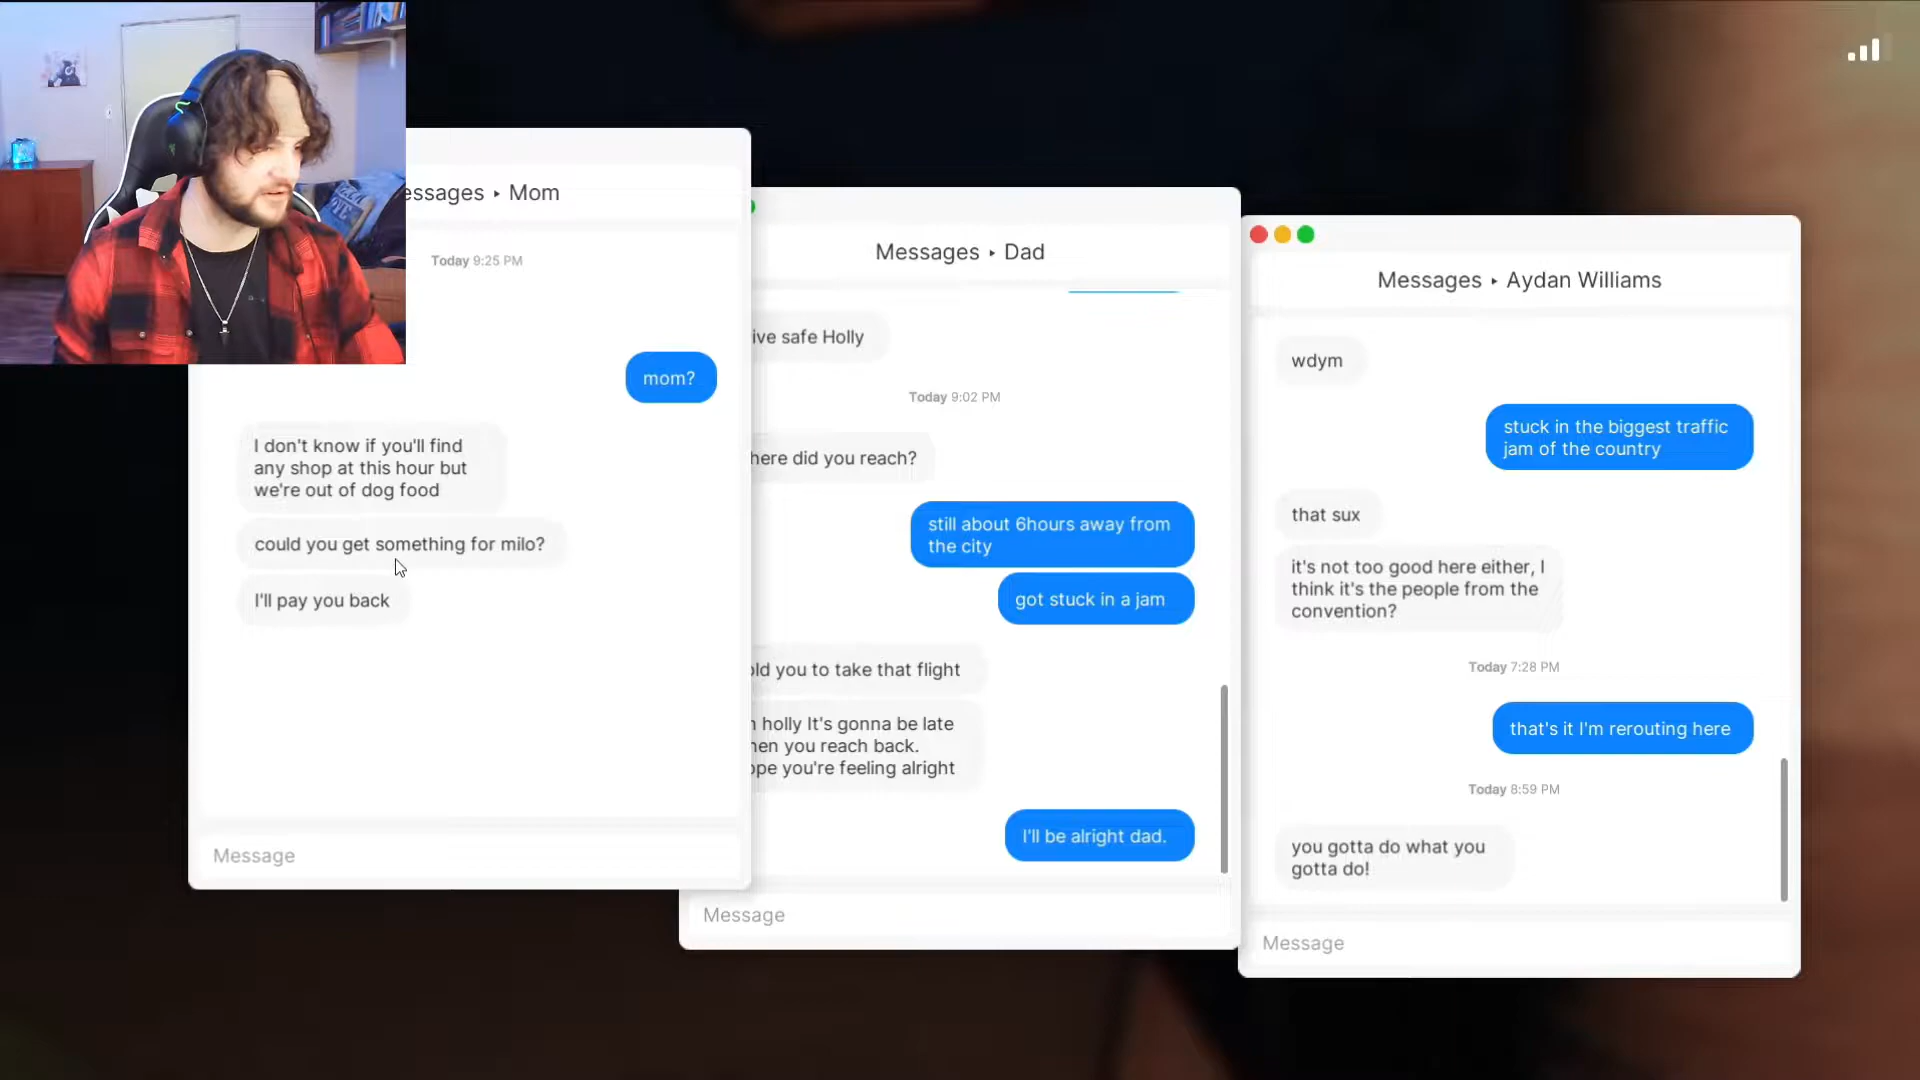 essages ‣ Mom
Today 9:25 PM
mom?
I don't know if you'll find
any shop at this hour but
we're out of dog food
could you get something for milo?
I'll pay you back
Message
Messages ‣ Dad
ive safe Holly
Today 9:02 PM
here did you reach?
still about 6hours away from
the city
got stuck in a jam
old you to take that flight
holly It's gonna be late
hen you reach back.
ope you're feeling alright
I'll be alright dad.
Message
Messages ‣ Aydan Williams
wdym
stuck in the biggest traffic
jam of the country
that sux
it's not too good here either, I
think it's the people from the
convention?
Today 7:28 PM
that's it I'm rerouting here
Today 8:59 PM
you gotta do what you
gotta do!
Message